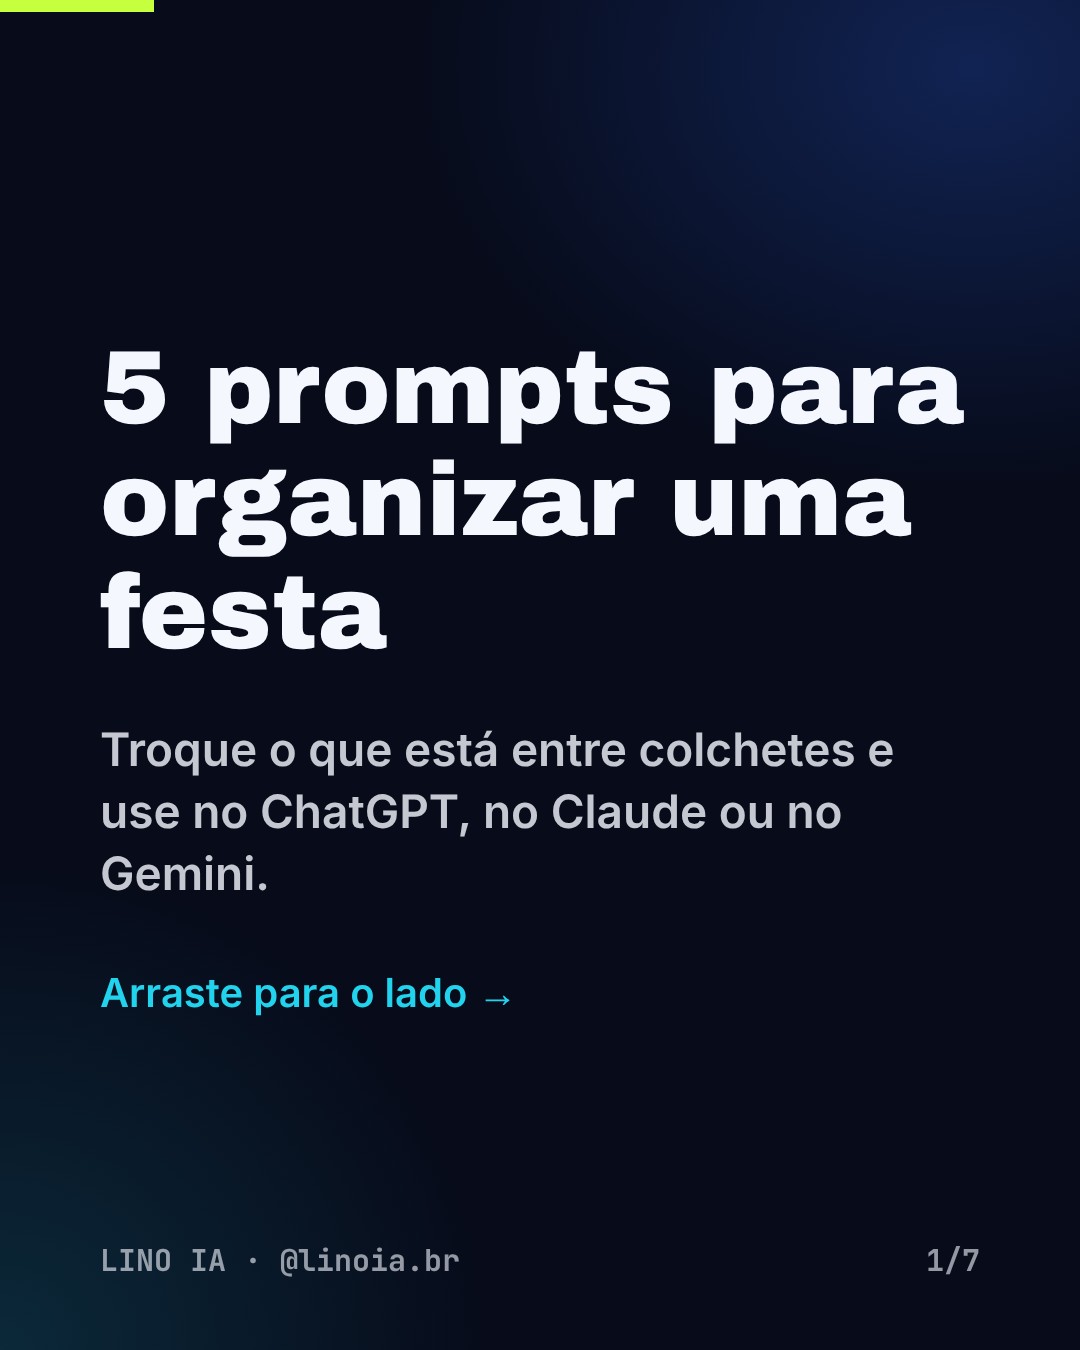 5 prompts para
organizar uma
festa
Troque o que está entre colchetes e
use no ChatGPT, no Claude ou no
Gemini.
Arraste para o lado →
LINO IA · @linoia.br
1/7